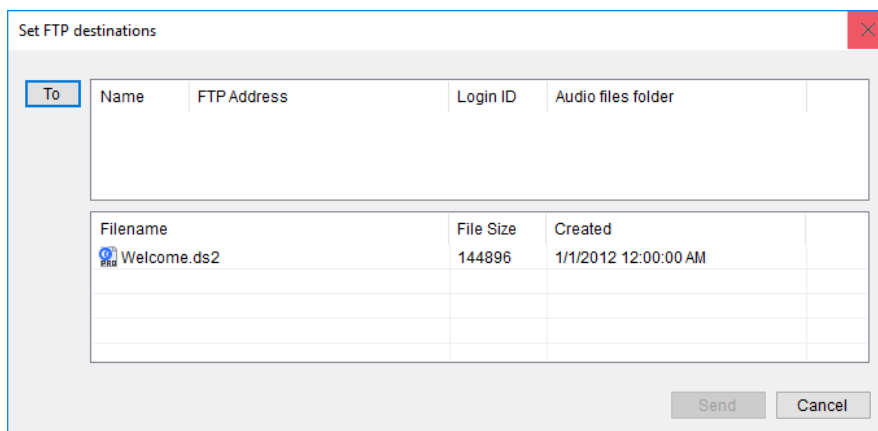 Set FTP destinations
To
Name FTP Address Login ID Audio files folder
Filename File Size Created
PRO Welcome.ds2 144896 1/1/2012 12:00:00 AM
Send Cancel